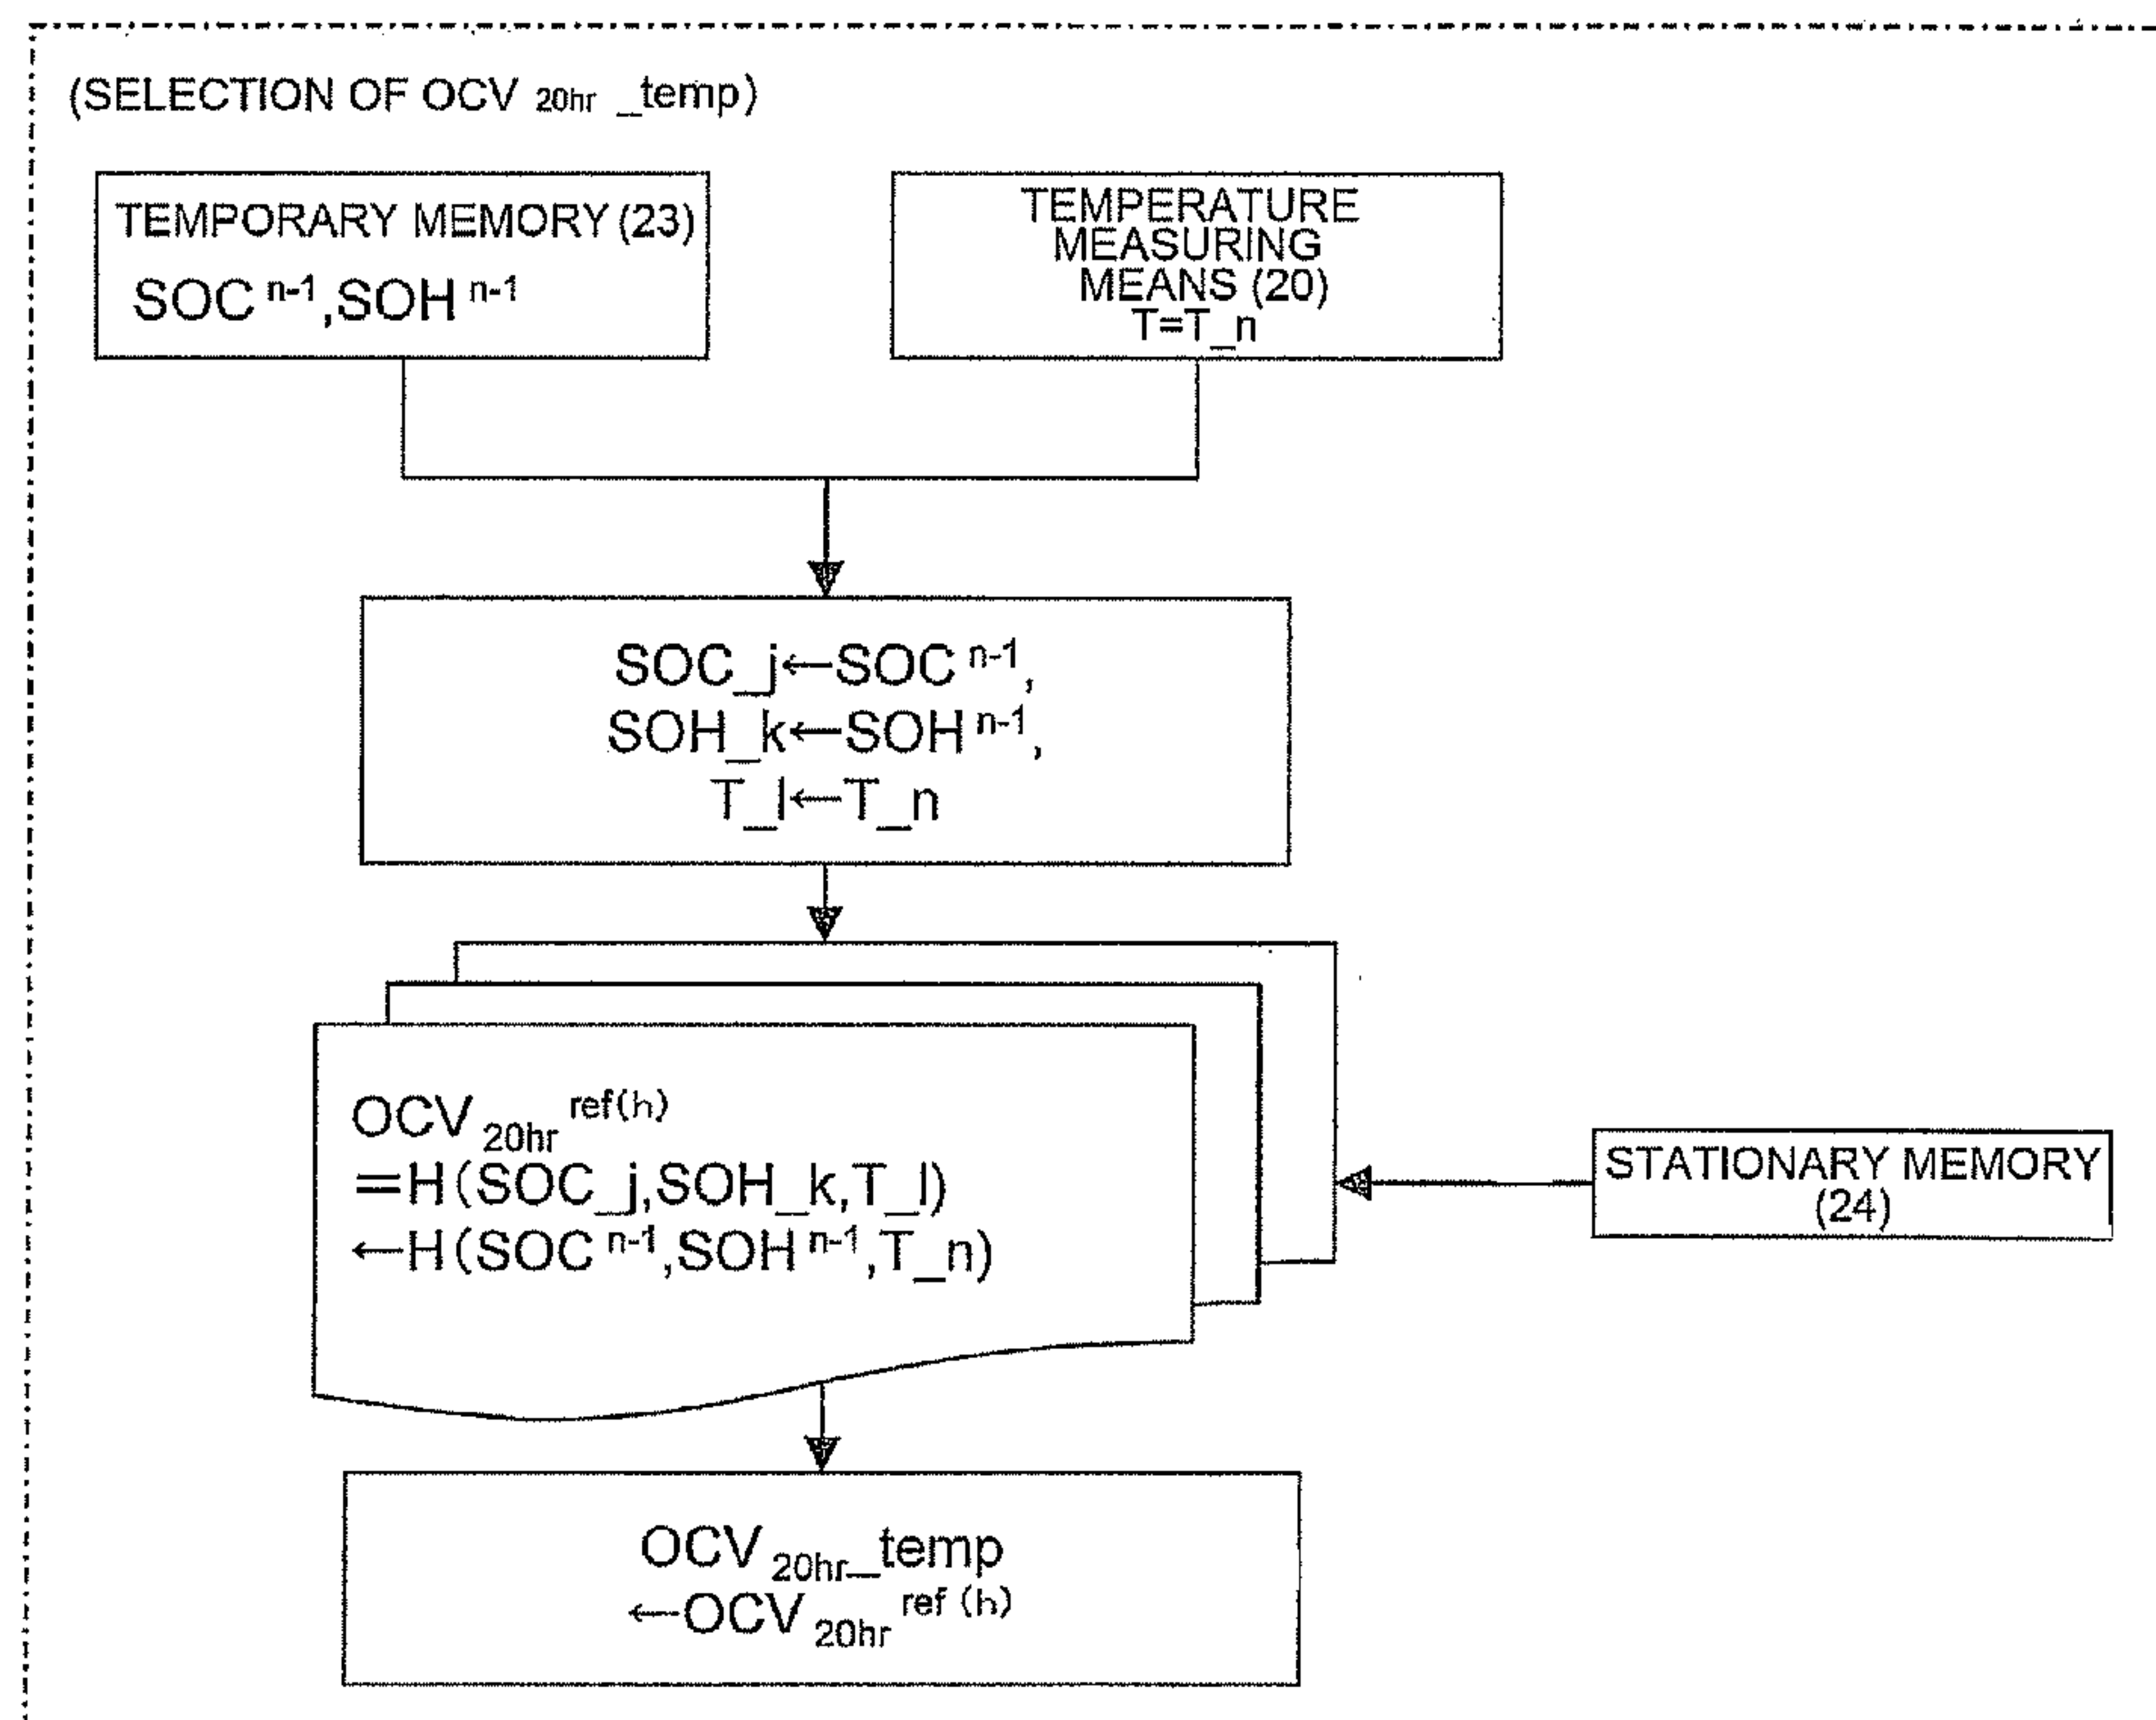 (SELECTION OF OCV 20hr _temp)
TEMPORARY MEMORY (23)
SOC n-1,SOH n-1
TEMPERATURE
MEASURING
MEANS (20)
T=T_n
SOC_j←SOC n-1,
SOH_k←SOH n-1,
T_l←T_n
OCV 20hr ref(h)
=H(SOC_j,SOH_k,T_l)
←H(SOC n-1,SOH n-1,T_n)
STATIONARY MEMORY
(24)
OCV 20hr_temp
←OCV 20hr ref (h)